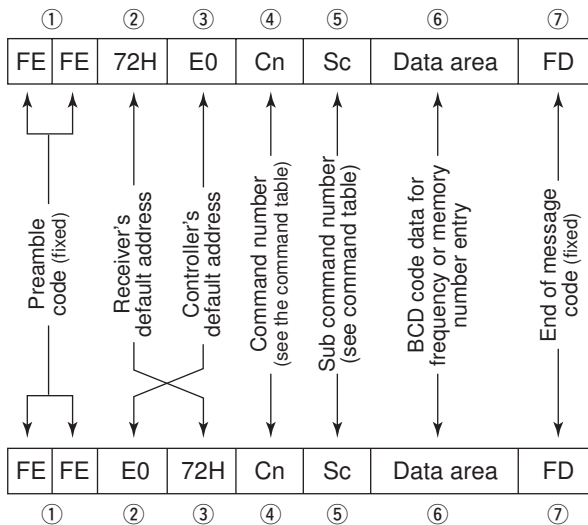 ① ② ③ ④ ⑤ ⑥ ⑦
FE FE 72H E0 Cn Sc Data area FD
Preamble
code (fixed)
Receiver's
default address
Controller's
default address
Command number
(see the command table)
Sub command number
(see command table)
BCD code data for
frequency or memory
number entry
End of message
code (fixed)
FE FE E0 72H Cn Sc Data area FD
① ② ③ ④ ⑤ ⑥ ⑦